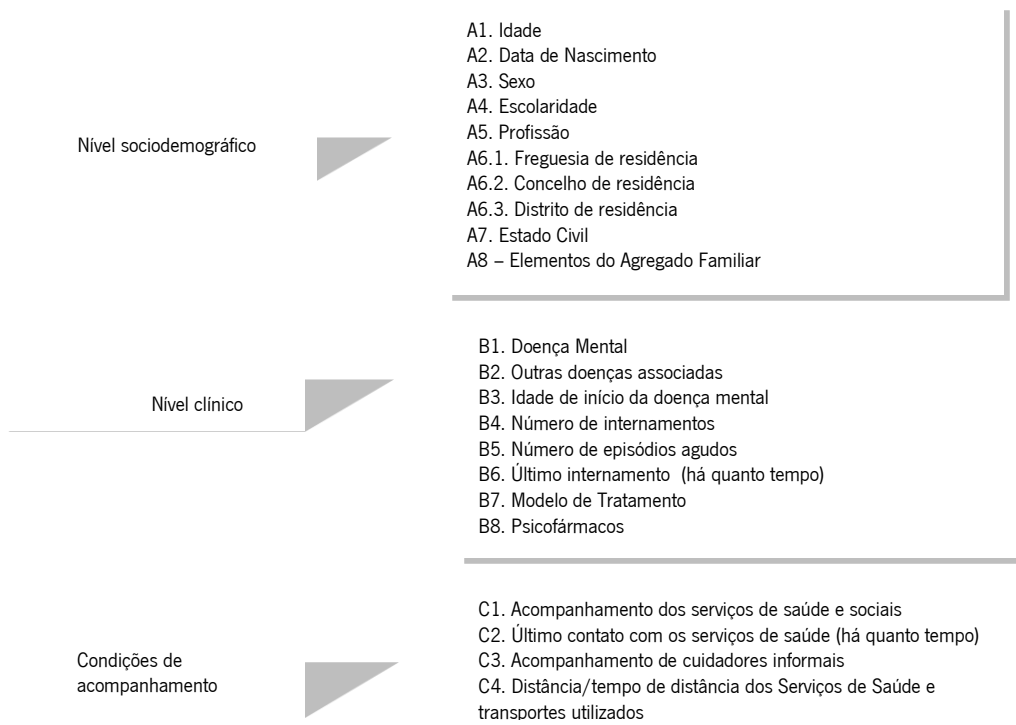 Nível sociodemográfico
A1. Idade
A2. Data de Nascimento
A3. Sexo
A4. Escolaridade
A5. Profissão
A6.1. Freguesia de residência
A6.2. Concelho de residência
A6.3. Distrito de residência
A7. Estado Civil
A8 – Elementos do Agregado Familiar
Nível clínico
B1. Doença Mental
B2. Outras doenças associadas
B3. Idade de início da doença mental
B4. Número de internamentos
B5. Número de episódios agudos
B6. Último internamento (há quanto tempo)
B7. Modelo de Tratamento
B8. Psicofármacos
Condições de
acompanhamento
C1. Acompanhamento dos serviços de saúde e sociais
C2. Último contato com os serviços de saúde (há quanto tempo)
C3. Acompanhamento de cuidadores informais
C4. Distância/tempo de distância dos Serviços de Saúde e
transportes utilizados